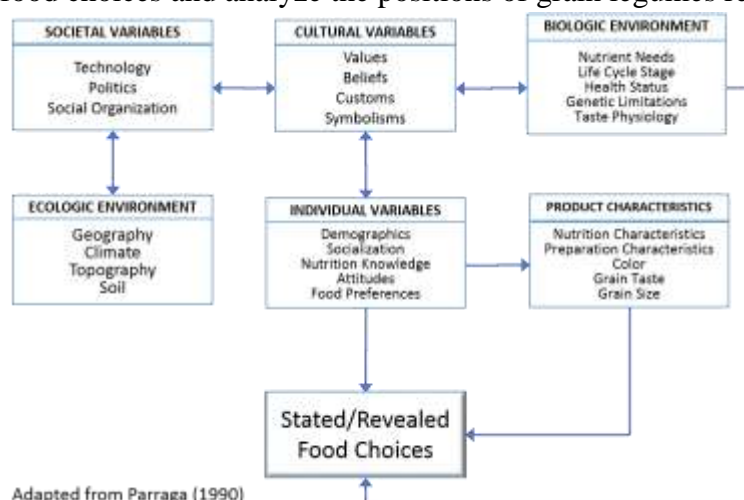 food choices and analyze the positions of grain legumes
SOCIETAL VARIABLES
Technology
Politics
Social Organization
CULTURAL VARIABLES
Values
Beliefs
Customs
Symbolisms
BIOLOGIC ENVIRONMENT
Nutrient Needs
Life Cycle Stage
Health Status
Genetic Limitations
Taste Physiology
ECOLOGIC ENVIRONMENT
Geography
Climate
Topography
Soil
INDIVIDUAL VARIABLES
Demographics
Socialization
Nutrition Knowledge
Attitudes
Food Preferences
PRODUCT CHARACTERISTICS
Nutrition Characteristics
Preparation Characteristics
Color
Grain Taste
Grain Size
Stated/Revealed
Food Choices
Adapted from Parraga (1990)